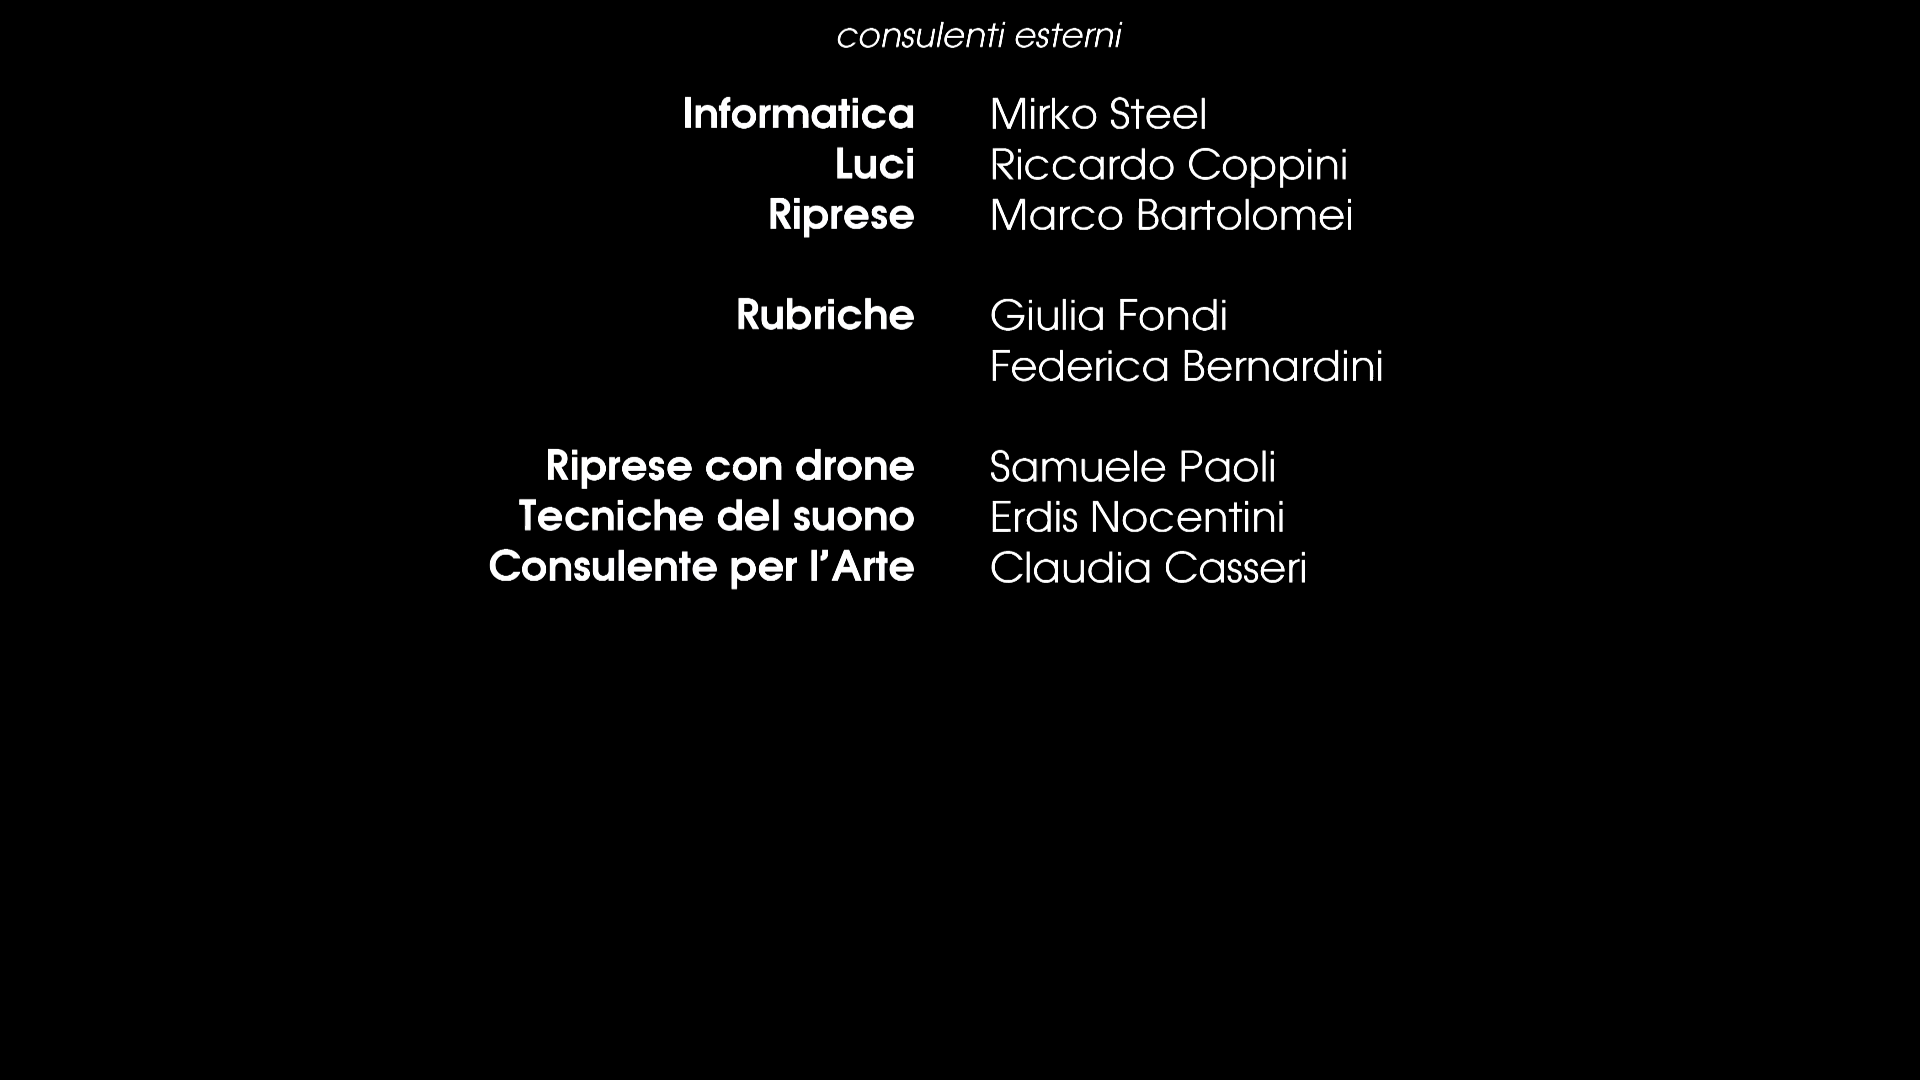 consulenti esterni
Informatica Mirko Steel
Luci Riccardo Coppini
Riprese Marco Bartolomei
Rubriche Giulia Fondi
Federica Bernardini
Riprese con drone Samuele Paoli
Tecniche del suono Erdis Nocentini
Consulente per l’Arte Claudia Casseri